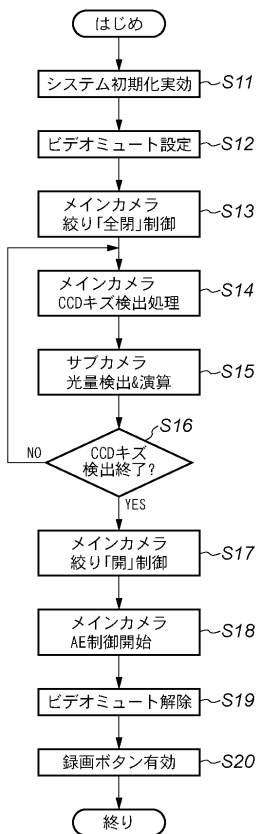 はじめ
システム初期化実効
S11
ビデオミュート設定
S12
メインカメラ
絞り「全閉」制御
S13
メインカメラ
CCDキズ検出処理
S14
サブカメラ
光量検出&演算
S15
S16
CCDキズ
検出終了?
NO
YES
メインカメラ
絞り「開」制御
S17
メインカメラ
AE制御開始
S18
ビデオミュート解除
S19
録画ボタン有効
S20
終り